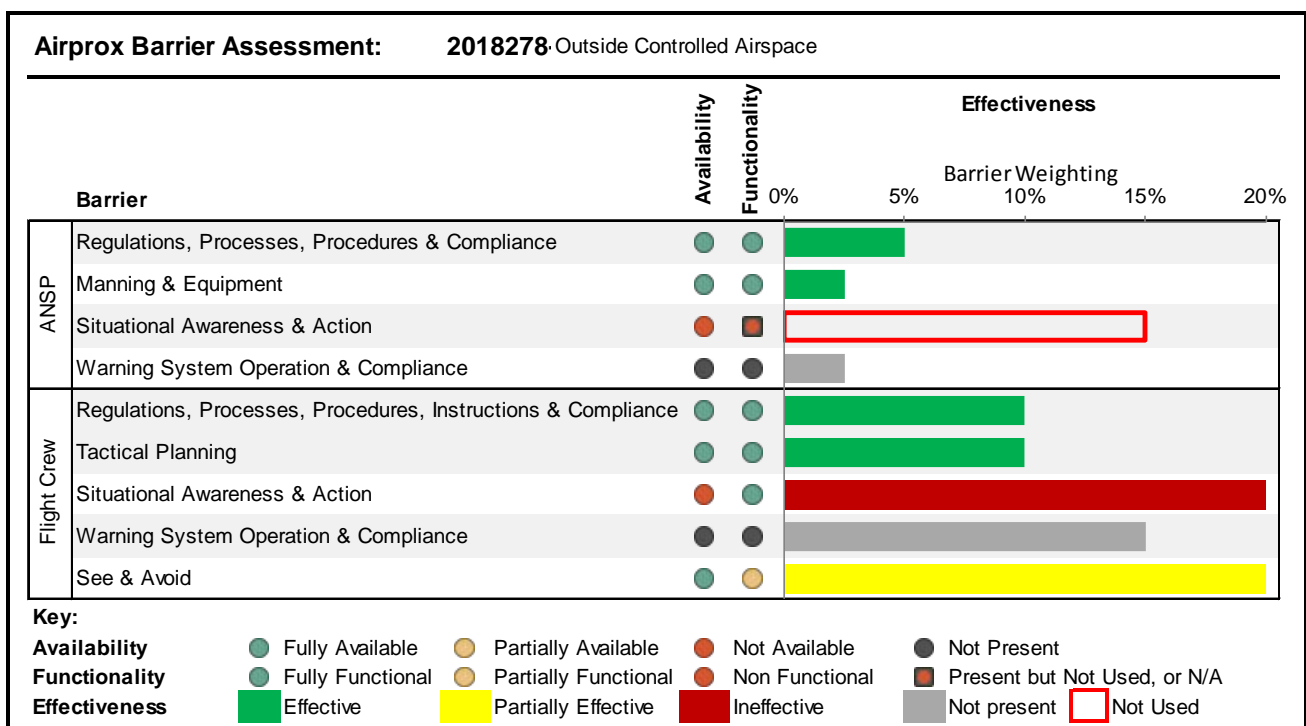 Airprox Barrier Assessment: 2018278 Outside Controlled Airspace
Effectiveness
Availability
Functionality
Barrier Weighting
Barrier
0% 5% 10% 15% 20%
ANSP
Regulations, Processes, Procedures & Compliance
Manning & Equipment
Situational Awareness & Action
Warning System Operation & Compliance
Flight Crew
Regulations, Processes, Procedures, Instructions & Compliance
Tactical Planning
Situational Awareness & Action
Warning System Operation & Compliance
See & Avoid
Key:
Availability Fully Available Partially Available Not Available Not Present
Functionality Fully Functional Partially Functional Non Functional Present but Not Used, or N/A
Effectiveness Effective Partially Effective Ineffective Not present Not Used